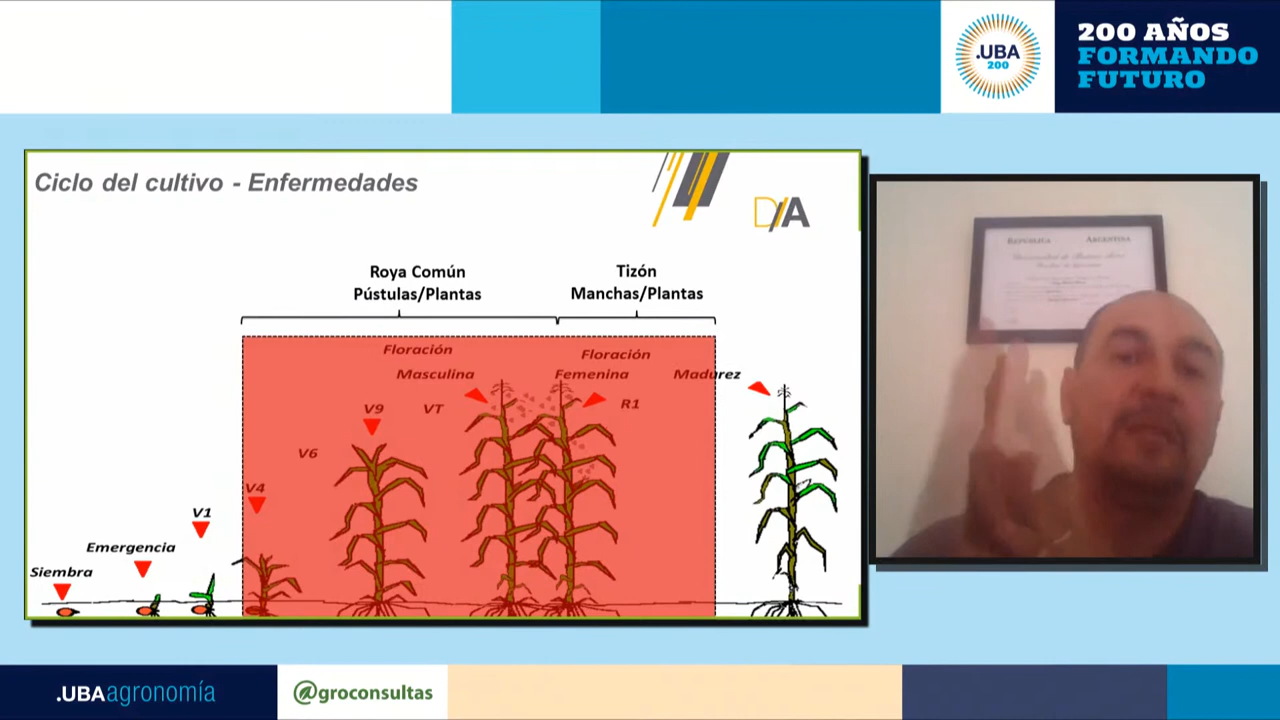 .UBA
200
200 AÑOS
FORMANDO
FUTURO
Ciclo del cultivo - Enfermedades
D/A
Roya Común
Pústulas/Plantas
Tizón
Manchas/Plantas
Floración
Masculina
Floración
Femenina
Madurez
V9
VT
R1
V6
V4
V1
Emergencia
Siembra
REPÚBLICA ARGENTINA
.UBAagronomía
@groconsultas